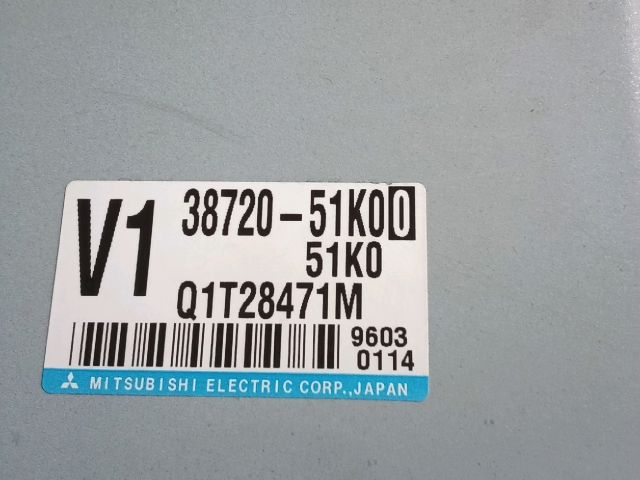 V1
38720-51K00
51K0
Q1T28471M
9603
0114
MITSUBISHI ELECTRIC CORP.,JAPAN